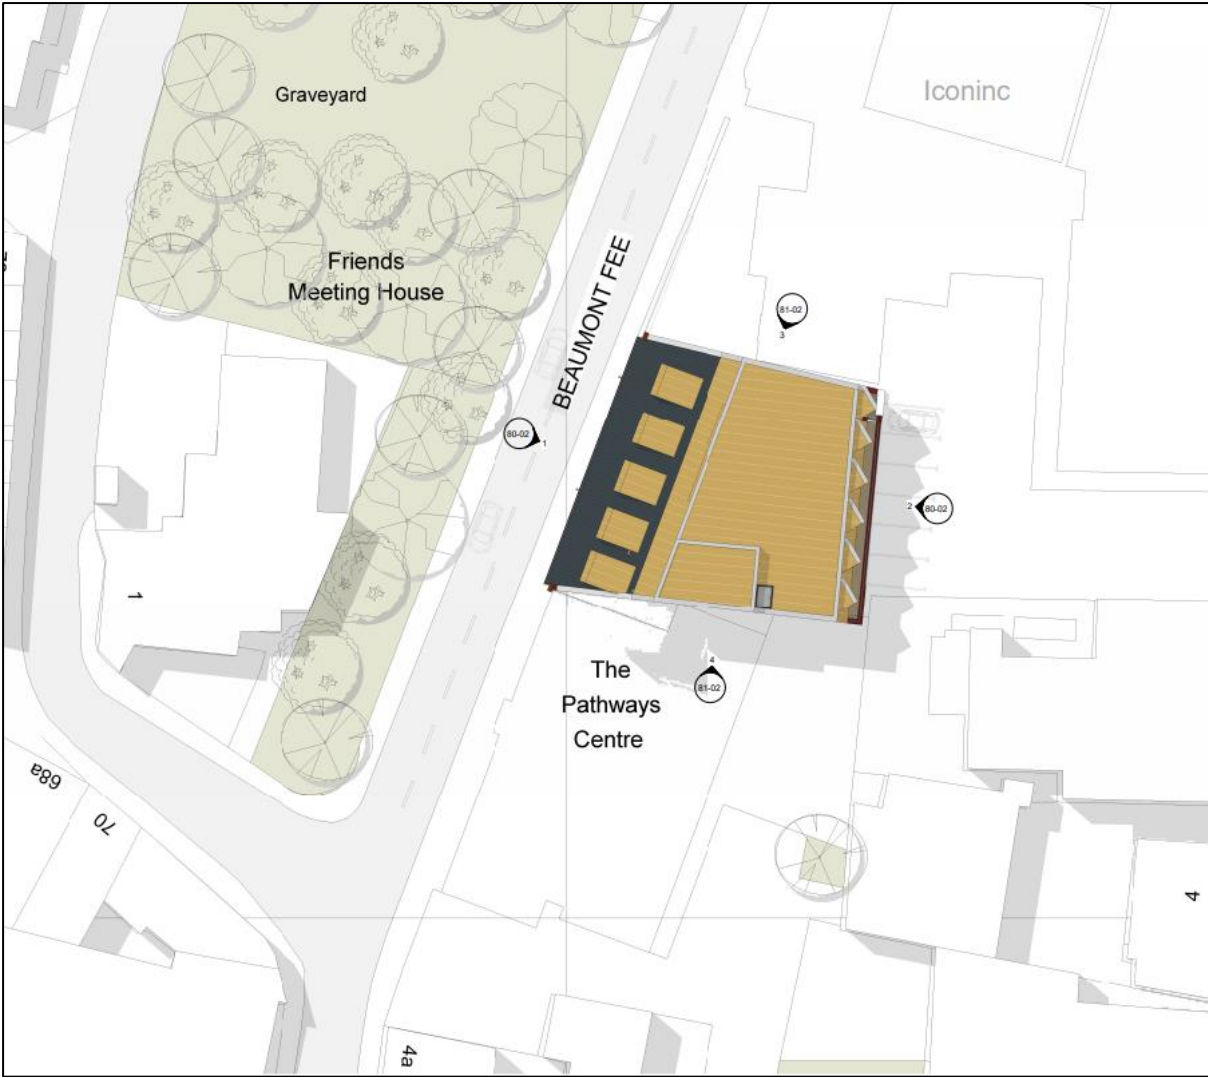 Iconinc
Graveyard
Friends
Meeting House
BEAUMONT FEE
81-02
3
80-02
1
2
80-02
1
The
Pathways
Centre
4
81-02
68a
70
4
4a